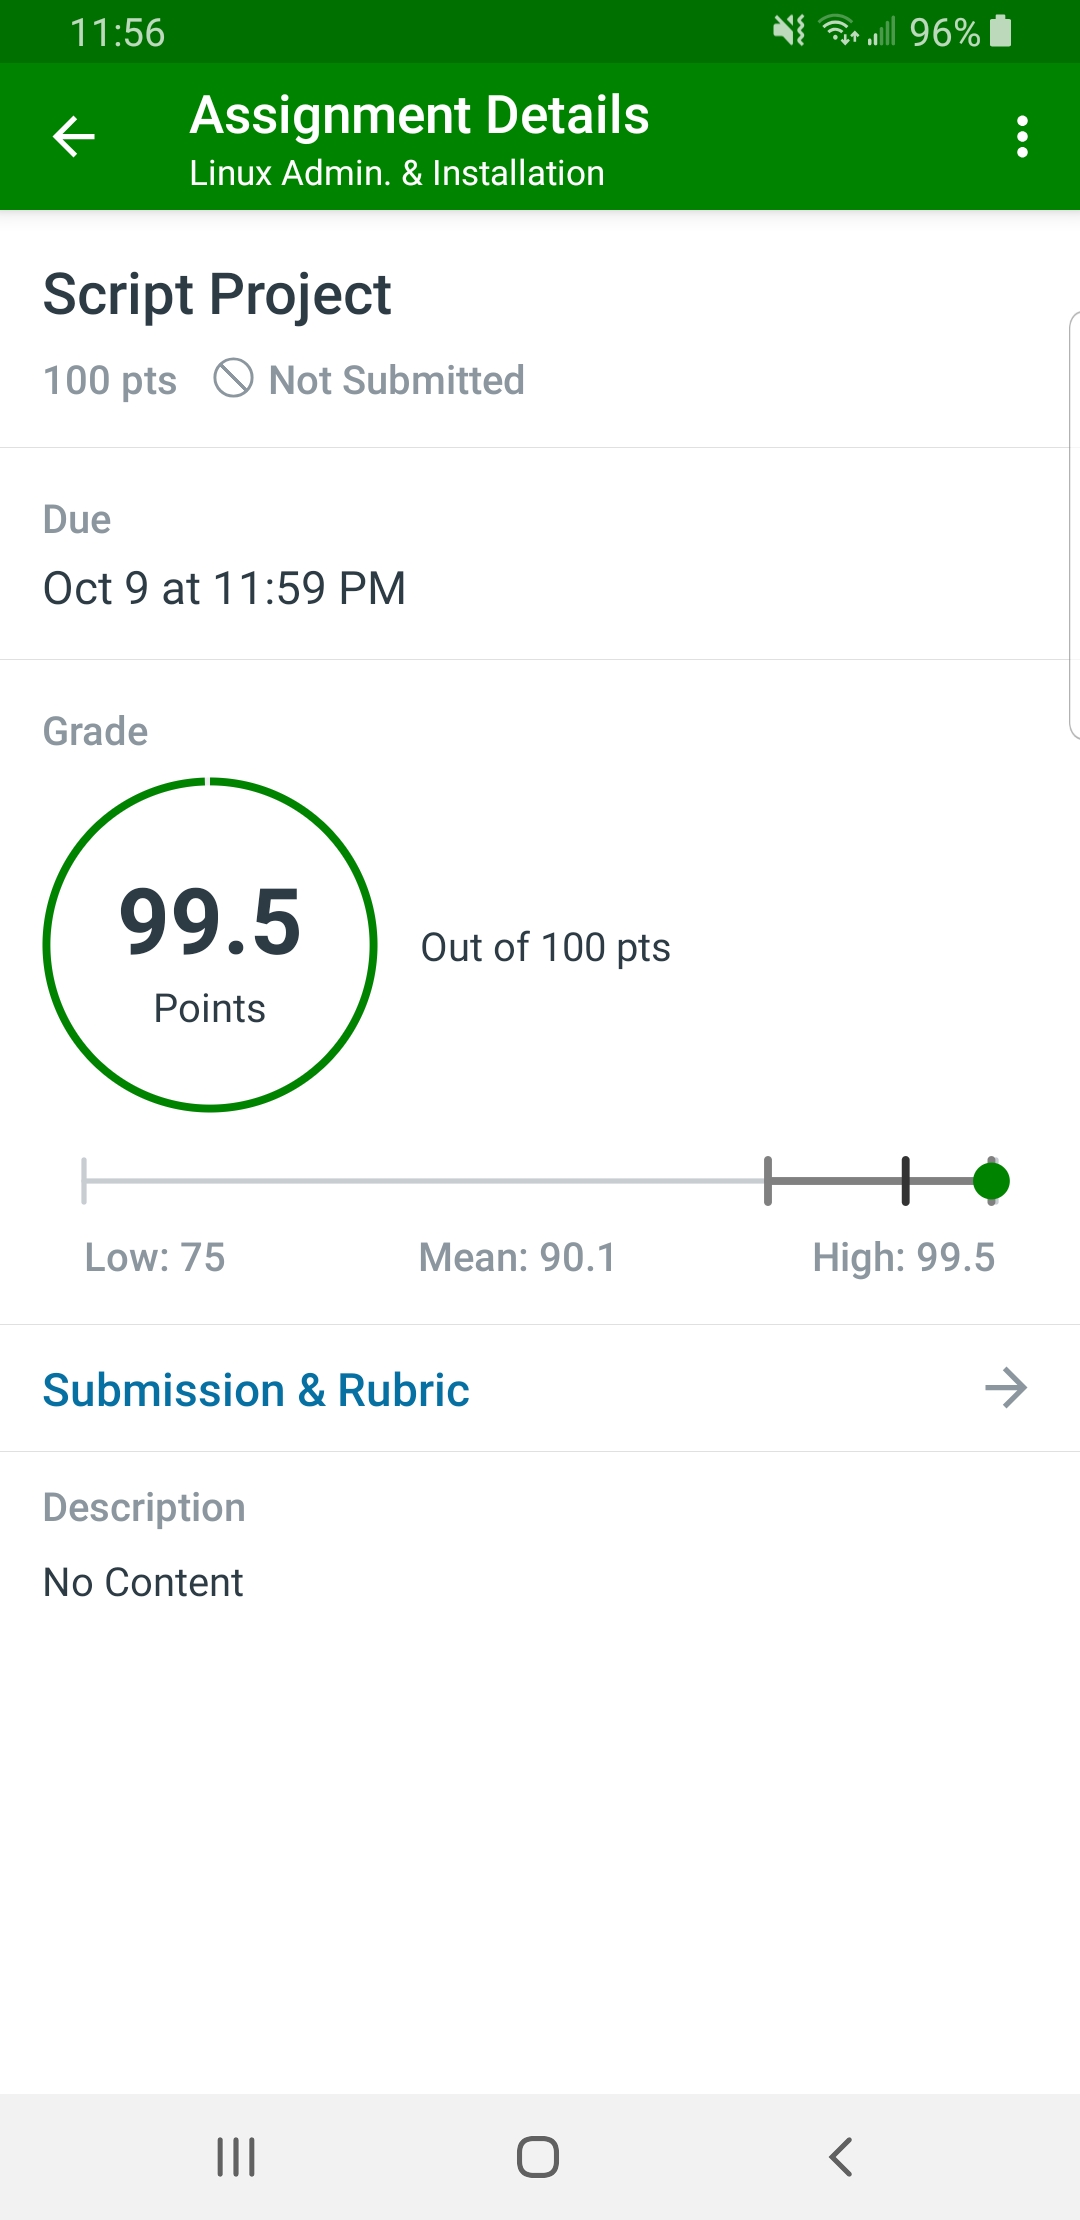 11:56 96%
Assignment Details
Linux Admin. & Installation
Script Project
100 pts Not Submitted
Due
Oct 9 at 11:59 PM
Grade
99.5
Points
Out of 100 pts
Low: 75 Mean: 90.1 High: 99.5
Submission & Rubric
Description
No Content